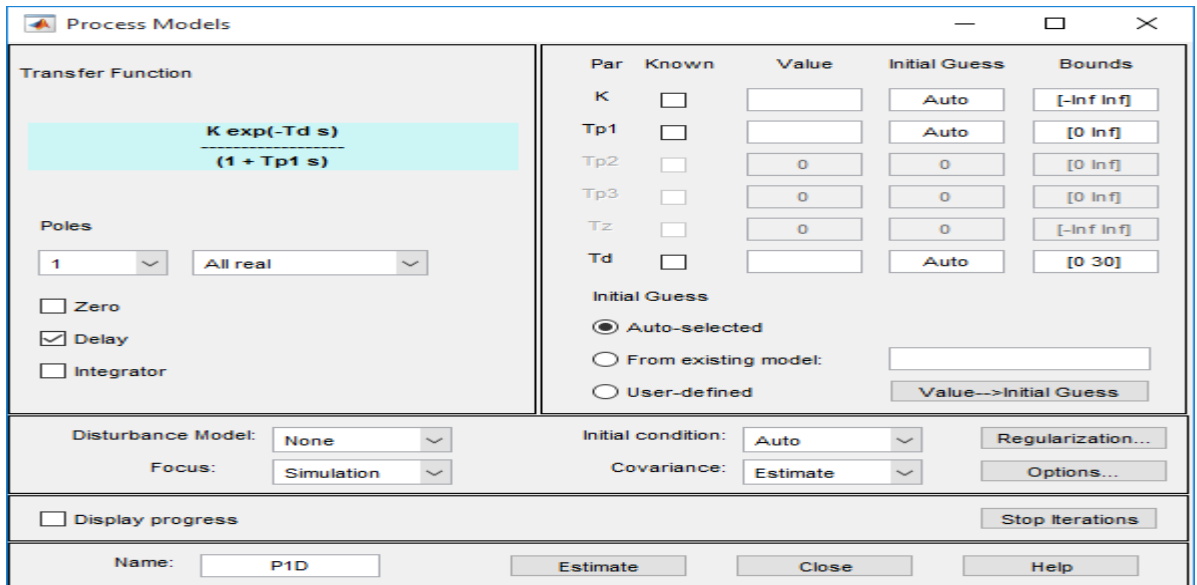 Process Models
Transfer Function
K exp(-Td s)
------------------
(1 + Tp1 s)
Poles
1 All real
Zero
Delay
Integrator
Par Known Value Initial Guess Bounds
K Auto [-Inf Inf]
Tp1 Auto [0 Inf]
Tp2 0 0 [0 Inf]
Tp3 0 0 [0 Inf]
Tz 0 0 [-Inf Inf]
Td Auto [0 30]
Initial Guess
Auto-selected
From existing model:
User-defined Value-->Initial Guess
Disturbance Model: None Initial condition: Auto Regularization...
Focus: Simulation Covariance: Estimate Options...
Display progress Stop Iterations
Name: P1D Estimate Close Help